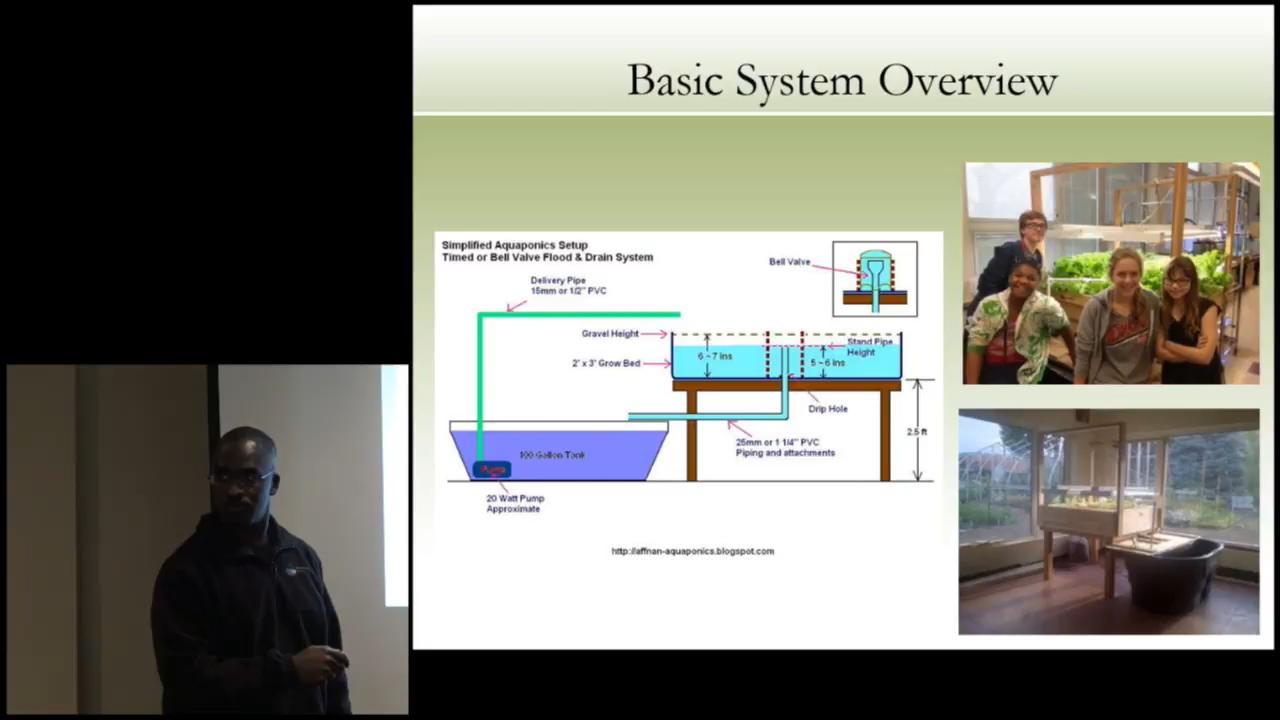 Basic System Overview
Simplified Aquaponics Setup
Timed or Bell Valve Flood & Drain System
Bell Valve
Delivery Pipe
15mm or 1/2" PVC
Gravel Height
Stand Pipe
Height
6 ~ 7 ins
5 ~ 6 ins
2' x 3' Grow Bed
Drip Hole
2.5 ft
25mm or 1 1/4" PVC
Piping and attachments
100 Gallon Tank
Pump
20 Watt Pump
Approximate
http://affnan-aquaponics.blogspot.com